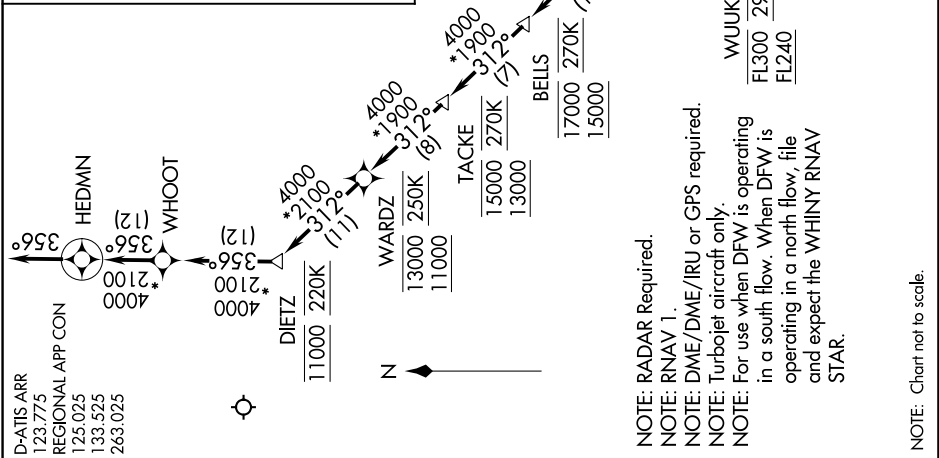 D-ATIS ARR
123.775
REGIONAL APP CON
125.025
133.525
263.025
356°
HEDMN
356°
(12)
4000
*2100
WHOOT
356°
(12)
4000
*2100
DIETZ
11000 220K
4000
*2100
312°
(11)
WARDZ
13000 250K
11000
4000
*1900
312°
(8)
TACKE
15000 270K
13000
4000
*1900
312°
(7)
BELLS
17000 270K
15000
FL300
FL240
N
NOTE: RADAR Required.
NOTE: RNAV 1.
NOTE: DME/DME/IRU or GPS required.
NOTE: Turbojet aircraft only.
NOTE: For use when DFW is operating
in a south flow. When DFW is
operating in a north flow, file
and expect the WHINY RNAV
STAR.
NOTE: Chart not to scale.